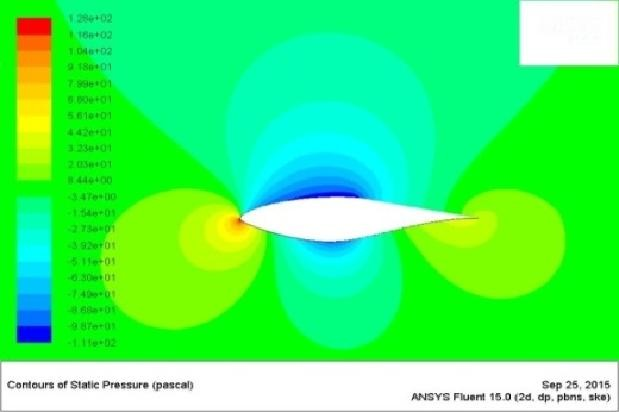 1.28e+02
1.16e+02
1.04e+02
9.18e+01
7.99e+01
6.80e+01
5.61e+01
4.42e+01
3.23e+01
2.03e+01
8.44e+00
-3.47e+00
-1.54e+01
-2.73e+01
-3.92e+01
-5.11e+01
-6.30e+01
-7.49e+01
-8.68e+01
-9.87e+01
-1.11e+02
Contours of Static Pressure (pascal)
Sep 25, 2015
ANSYS Fluent 15.0 (2d, dp, pbns, ske)